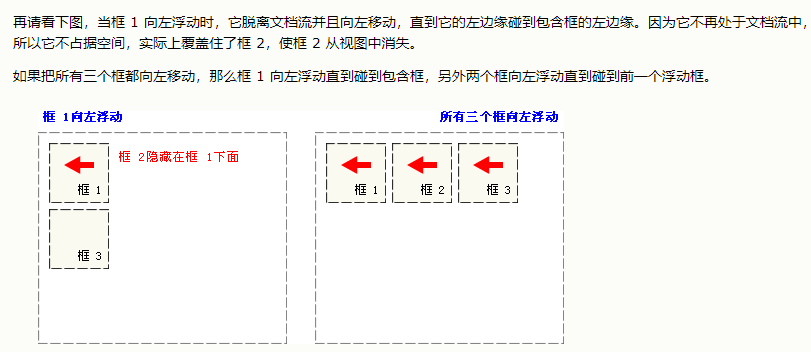 再请看下图，当框 1 向左浮动时，它脱离文档流并且向左移动，直到它的左边缘碰到包含框的左边缘。因为它不再处于文档流中，
所以它不占据空间，实际上覆盖住了框 2，使框 2 从视图中消失。
如果把所有三个框都向左移动，那么框 1 向左浮动直到碰到包含框，另外两个框向左浮动直到碰到前一个浮动框。
框 1向左浮动
所有三个框向左浮动
框 2隐藏在框 1下面
框 1
框 3
框 1
框 2
框 3